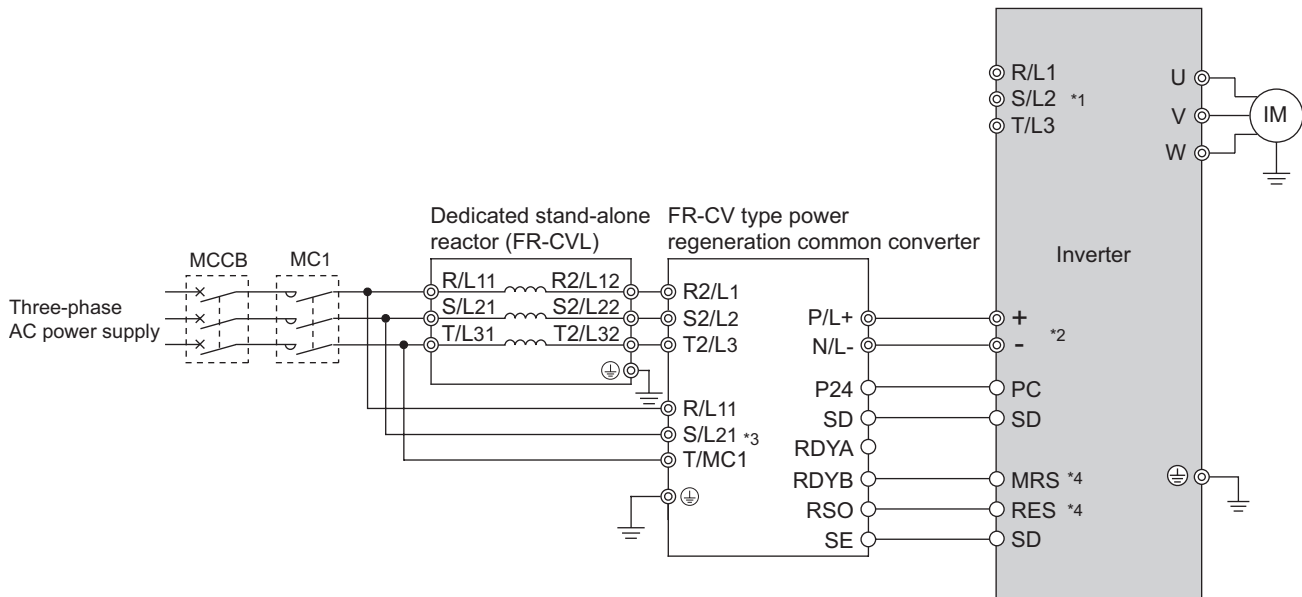 R/L1
S/L2 *1
T/L3
U
V
W
IM
Dedicated stand-alone
reactor (FR-CVL)
FR-CV type power
regeneration common converter
Inverter
MCCB
MC1
Three-phase
AC power supply
R/L11
R2/L12
S/L21
S2/L22
T/L31
T2/L32
R2/L1
S2/L2
T2/L3
R/L11
S/L21 *3
T/MC1
P/L+
N/L-
P24
SD
RDYA
RDYB
RSO
SE
+
-
*2
PC
SD
MRS *4
RES *4
SD